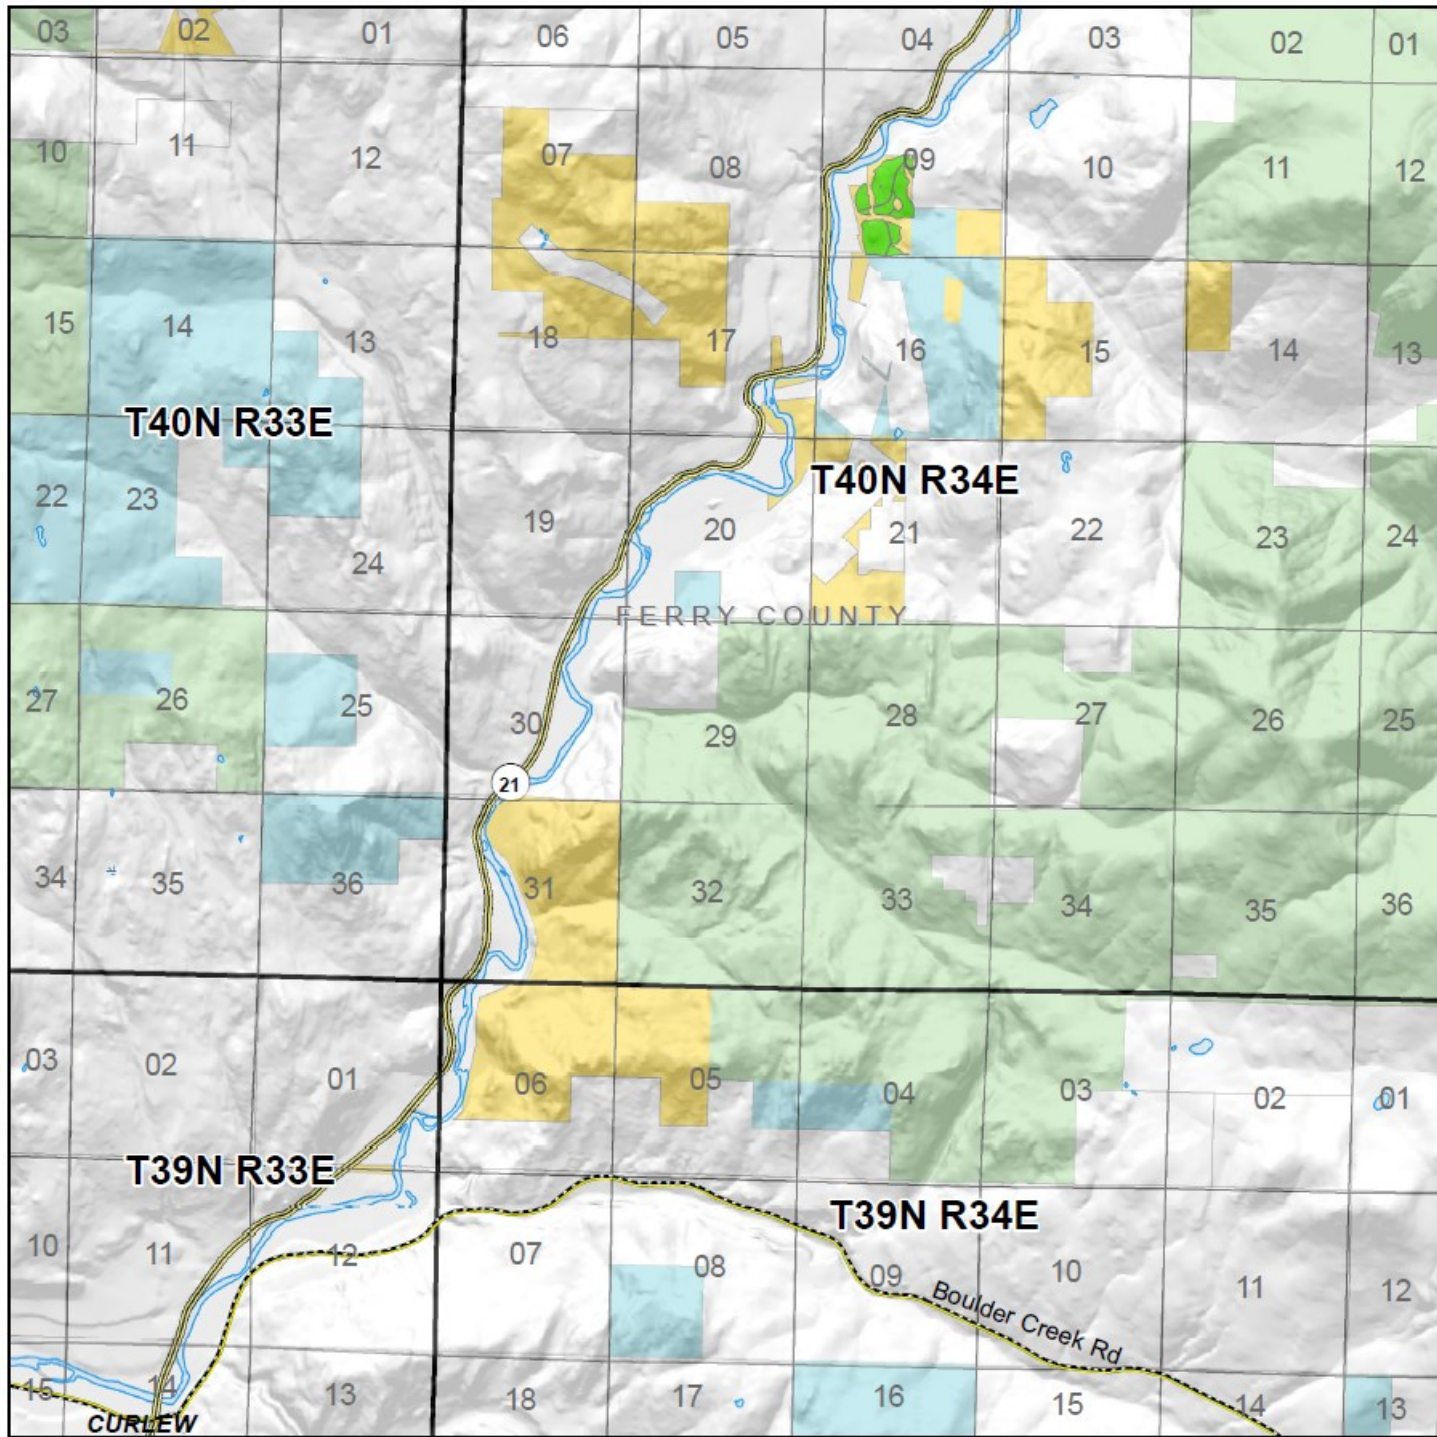 03 02 01 06 05 04 03 02 01
10 11 12 07 08 09 10 11 12
15 14 13 18 17 16 15 14 13
T40N R33E
T40N R34E
22 23 24 19 20 21 22 23 24
FERRY COUNTY
27 26 25 30 29 28 27 26 25
21
34 35 36 31 32 33 34 35 36
03 02 01 06 05 04 03 02 01
T39N R33E
T39N R34E
10 11 12 07 08 09 10 11 12
Boulder Creek Rd
15 14 13 18 17 16 15 14 13
CURLEW